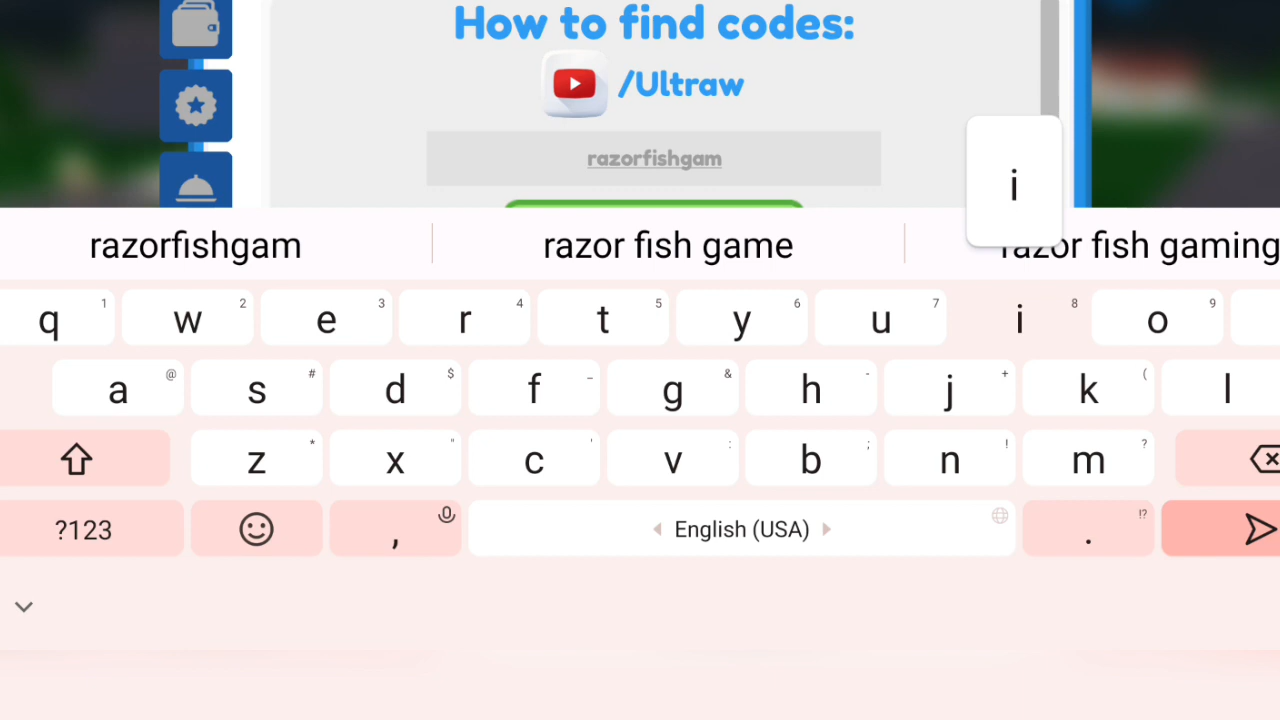 How to find codes:
/Ultraw
razorfishgam
i
razorfishgam razor fish game razor fish gaming
q 1 w 2 e 3 r 4 t 5 y 6 u 7 i 8 o 9
a @ s # d $ f _ g & h - j + k ( l
z * x " c ' v : b ; n ! m ?
?123 , English (USA) . !?